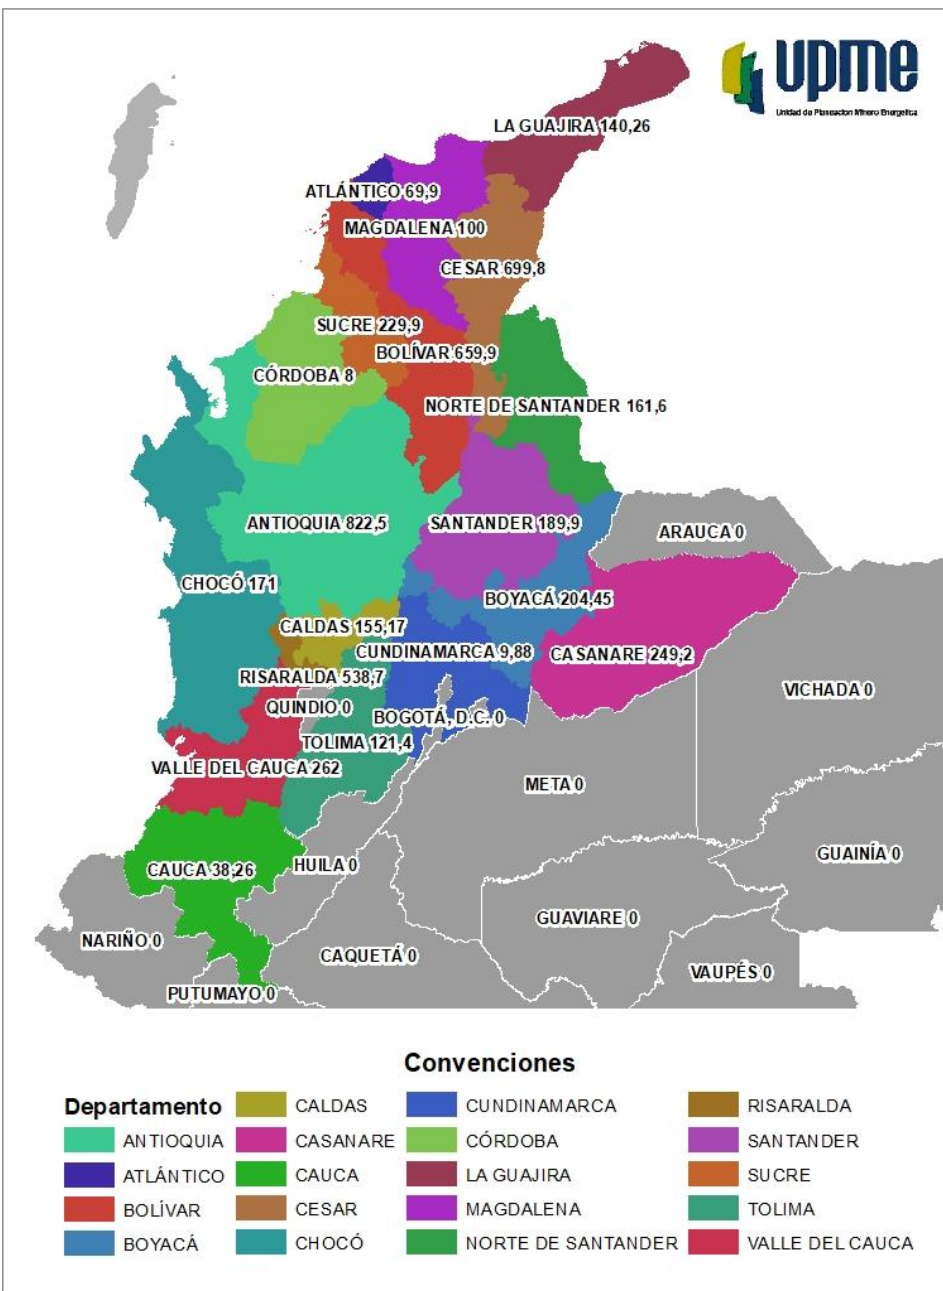 upme
Unidad de Planeación Minero Energética
LA GUAJIRA 140,26
ATLÁNTICO 69,9
MAGDALENA 100
CESAR 699,8
SUCRE 229,9
BOLÍVAR 659,9
CÓRDOBA 8
NORTE DE SANTANDER 161,6
ANTIOQUIA 822,5
SANTANDER 189,9
ARAUCA 0
CHOCÓ 171
BOYACÁ 204,45
CALDAS 155,17
CUNDINAMARCA 9,88
CASANARE 249,2
RISARALDA 538,7
VICHADA 0
QUINDIO 0
BOGOTÁ, D.C. 0
TOLIMA 121,4
VALLE DEL CAUCA 262
META 0
GUAINÍA 0
HUILA 0
CAUCA 38,26
GUAVIARE 0
NARIÑO 0
CAQUETÁ 0
VAUPÉS 0
PUTUMAYO 0
Convenciones
Departamento
ANTIOQUIA
ATLÁNTICO
BOLÍVAR
BOYACÁ
CALDAS
CASANARE
CAUCA
CESAR
CHOCÓ
CUNDINAMARCA
CÓRDOBA
LA GUAJIRA
MAGDALENA
NORTE DE SANTANDER
RISARALDA
SANTANDER
SUCRE
TOLIMA
VALLE DEL CAUCA